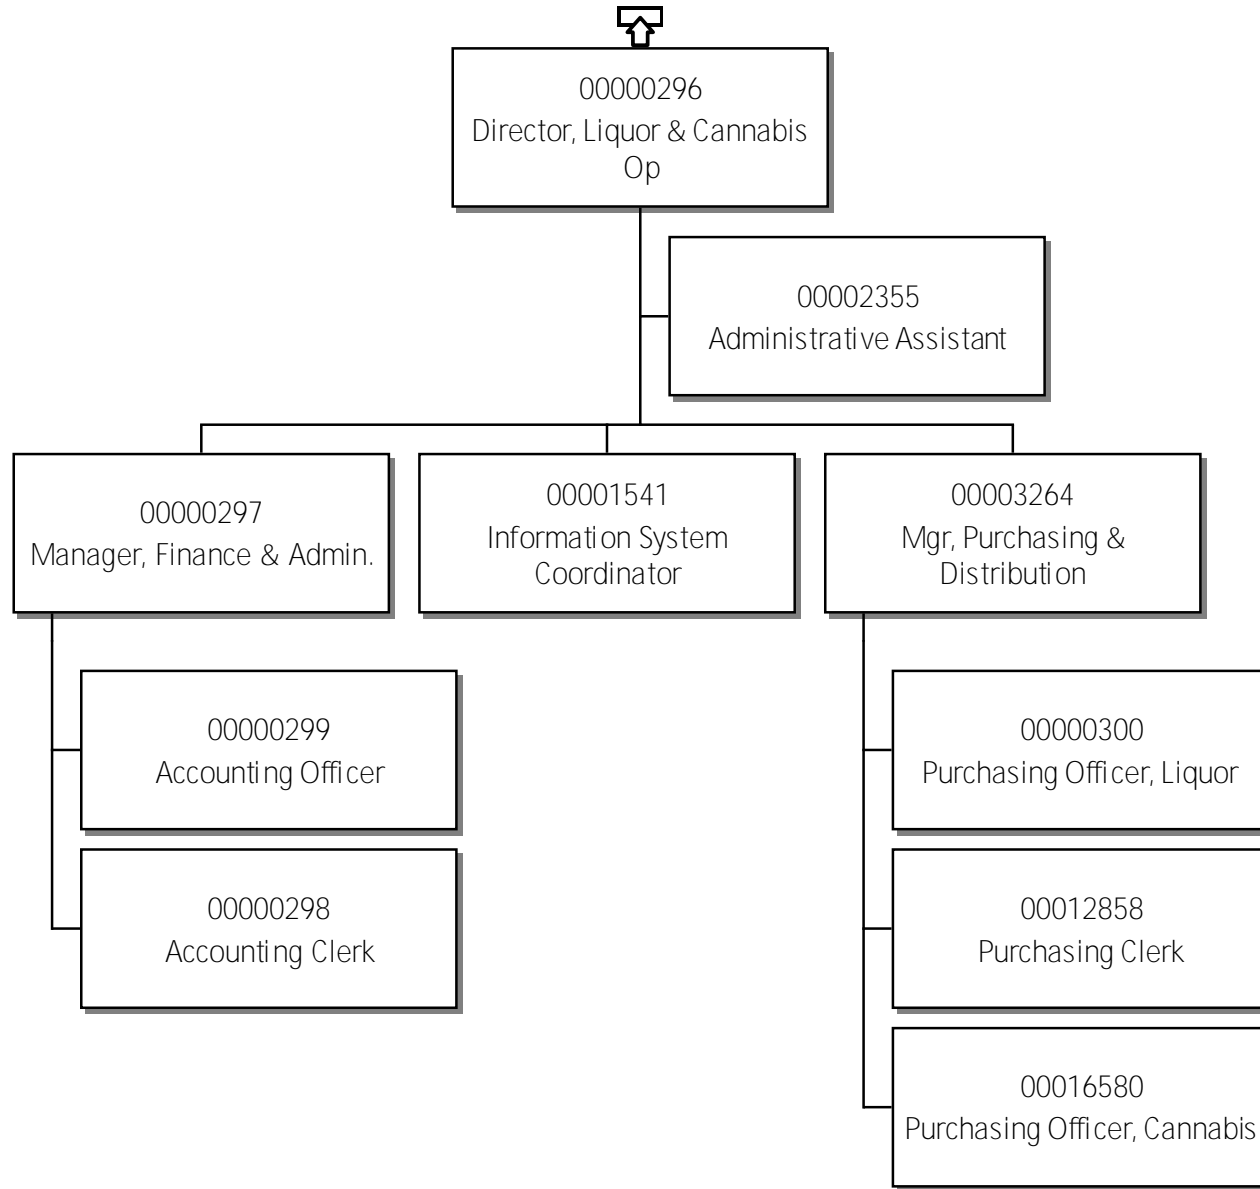 00000296
Director, Liquor & Cannabis
Op
00002355
Administrative Assistant
00000297
Manager, Finance & Admin.
00001541
Information System
Coordinator
00003264
Mgr, Purchasing &
Distribution
00000299
Accounting Officer
00000298
Accounting Clerk
00000300
Purchasing Officer, Liquor
00012858
Purchasing Clerk
00016580
Purchasing Officer, Cannabis